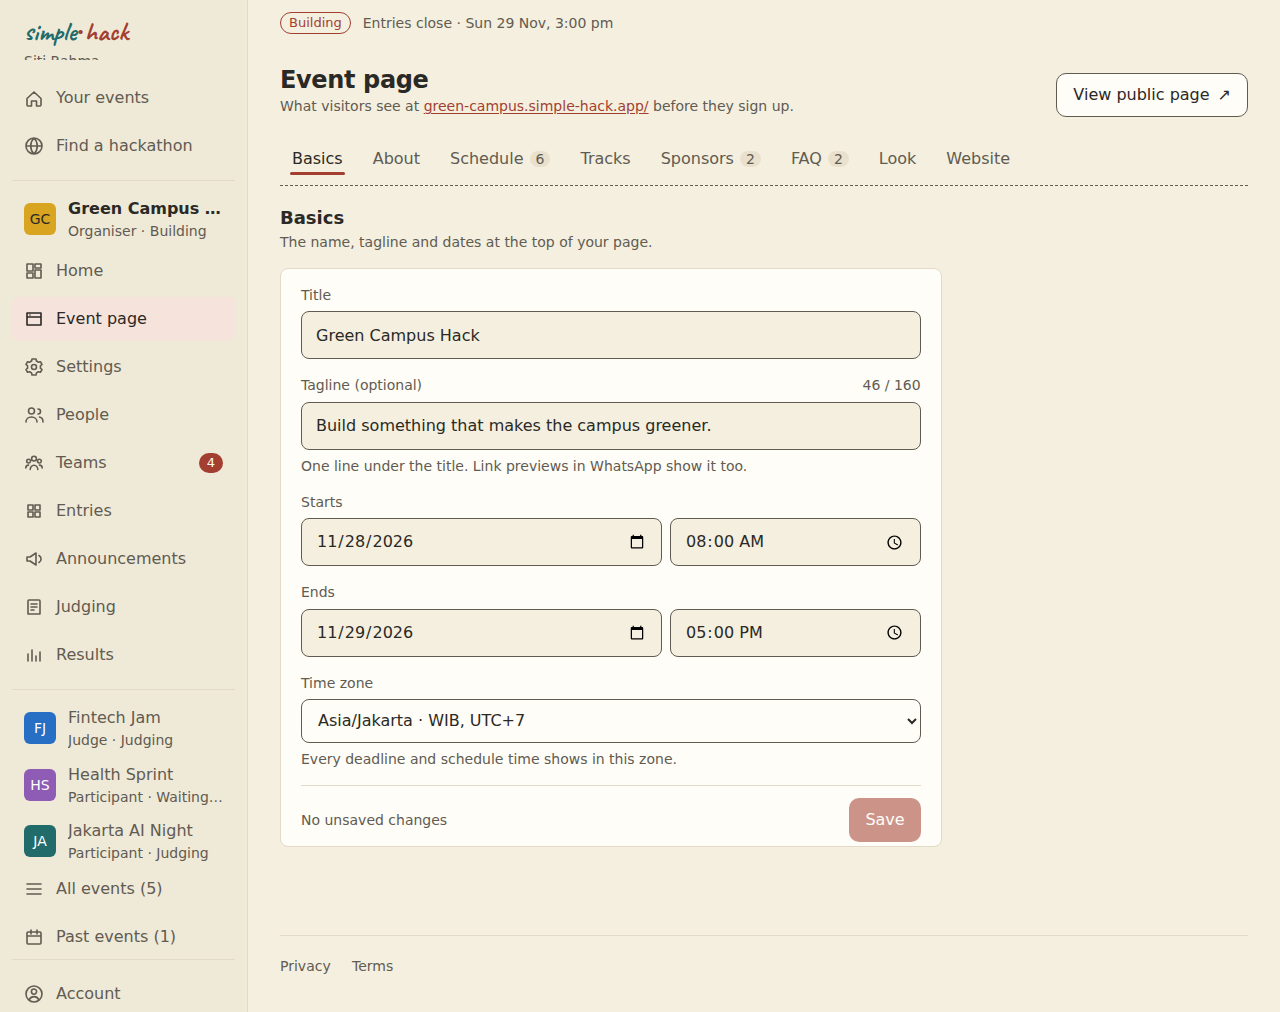 simple·hack
Siti Rahma
Your events
Find a hackathon
GC
Green Campus ...
Organiser · Building
Home
Event page
Settings
People
Teams 4
Entries
Announcements
Judging
Results
FJ
Fintech Jam
Judge · Judging
HS
Health Sprint
Participant · Waiting...
JA
Jakarta AI Night
Participant · Judging
All events (5)
Past events (1)
Account
Building Entries close · Sun 29 Nov, 3:00 pm
Event page
What visitors see at green-campus.simple-hack.app/ before they sign up.
View public page ↗
Basics About Schedule 6 Tracks Sponsors 2 FAQ 2 Look Website
Basics
The name, tagline and dates at the top of your page.
Title
Green Campus Hack
Tagline (optional) 46 / 160
Build something that makes the campus greener.
One line under the title. Link previews in WhatsApp show it too.
Starts
11/28/2026 08:00 AM
Ends
11/29/2026 05:00 PM
Time zone
Asia/Jakarta · WIB, UTC+7
Every deadline and schedule time shows in this zone.
No unsaved changes Save
Privacy Terms